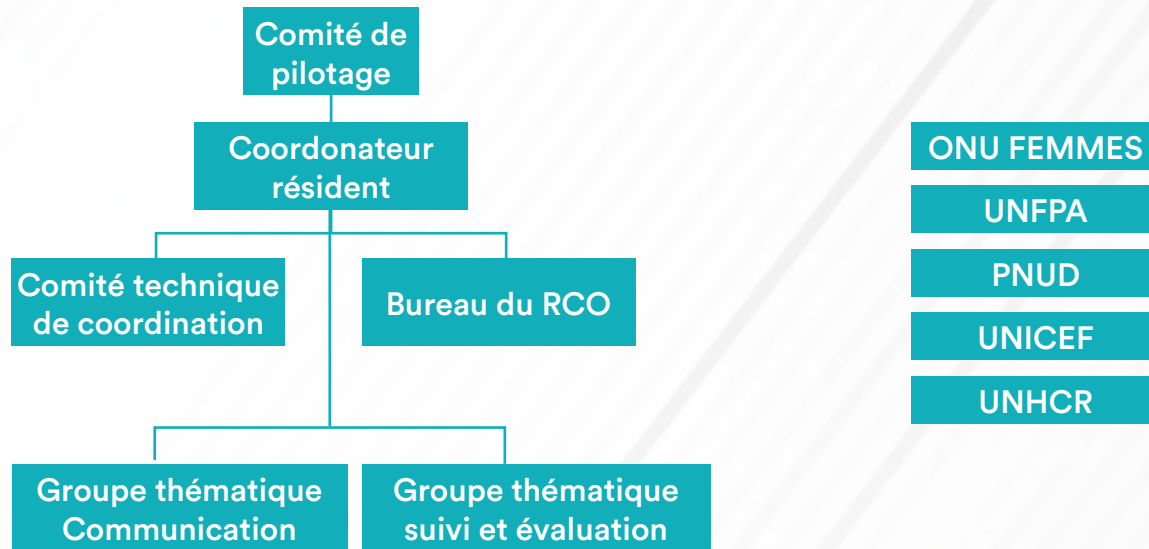 Comité de
pilotage
Coordonateur
résident
Comité technique
de coordination
Bureau du RCO
Groupe thématique
Communication
Groupe thématique
suivi et évaluation
ONU FEMMES
UNFPA
PNUD
UNICEF
UNHCR